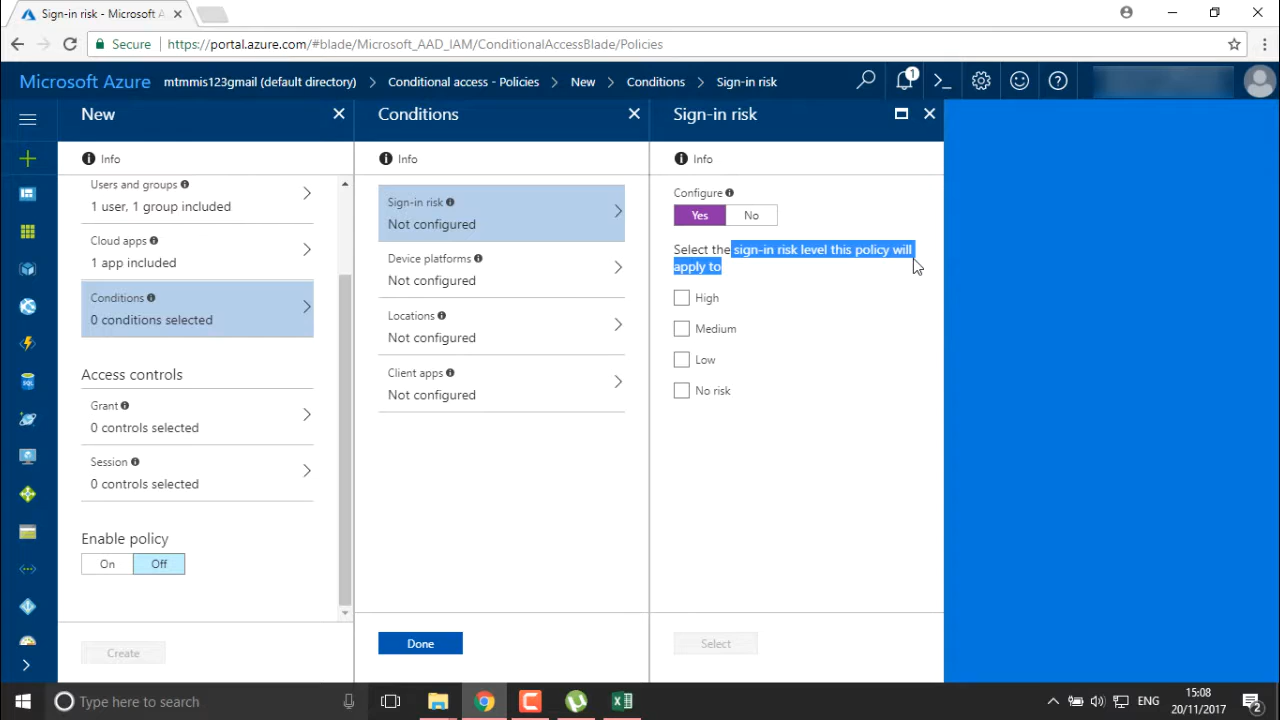 Sign-in risk - Microsoft A
Secure
https://portal.azure.com/#blade/Microsoft_AAD_IAM/ConditionalAccessBlade/Policies
Microsoft Azure mtmmis123gmail (default directory) Conditional access - Policies New Conditions Sign-in risk
1
New
Info
Users and groups
1 user, 1 group included
Cloud apps
1 app included
Conditions
0 conditions selected
Access controls
Grant
0 controls selected
Session
0 controls selected
Enable policy
On Off
Create
Conditions
Info
Sign-in risk
Not configured
Device platforms
Not configured
Locations
Not configured
Client apps
Not configured
Done
Sign-in risk
Info
Configure
Yes No
Select the sign-in risk level this policy will
apply to
High
Medium
Low
No risk
Select
SQL
Type here to search
ENG
15:08
20/11/2017
2